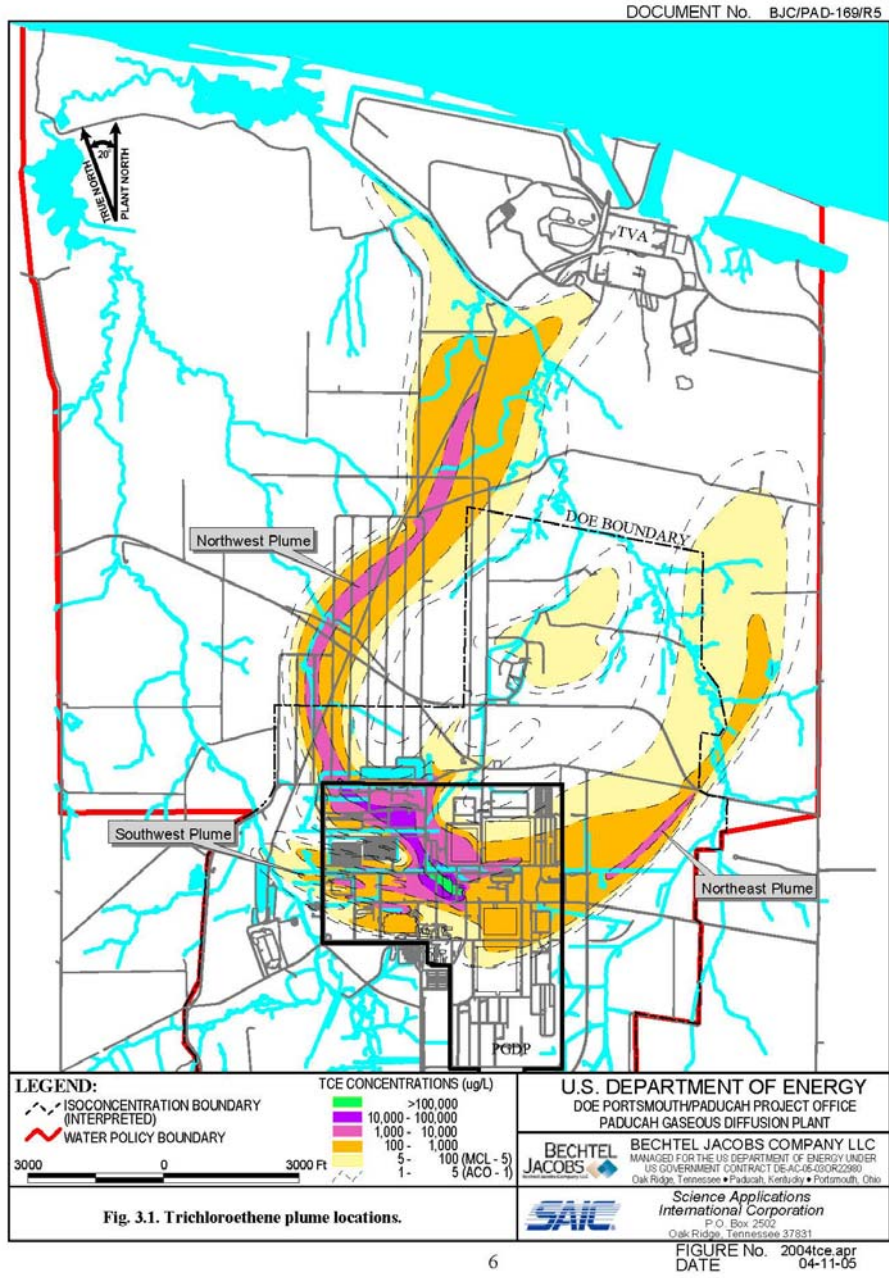 DOCUMENT No. BJC/PAD-169/R5
TRUE NORTH
20°
PLANT NORTH
TVA
DOE BOUNDARY
Northwest Plume
Southwest Plume
Northeast Plume
PGDP
LEGEND:
ISOCONCENTRATION BOUNDARY
(INTERPRETED)
WATER POLICY BOUNDARY
3000 0 3000 Ft
TCE CONCENTRATIONS (ug/L)
>100,000
10,000 - 100,000
1,000 - 10,000
100 - 1,000
5 - 100 (MCL - 5)
1 - 5 (ACO - 1)
Fig. 3.1. Trichloroethene plume locations.
U.S. DEPARTMENT OF ENERGY
DOE PORTSMOUTH/PADUCAH PROJECT OFFICE
PADUCAH GASEOUS DIFFUSION PLANT
BECHTEL
JACOBS
Bechtel Jacobs Company LLC
BECHTEL JACOBS COMPANY LLC
MANAGED FOR THE US DEPARTMENT OF ENERGY UNDER
US GOVERNMENT CONTRACT DE-AC-05-03OR22980
Oak Ridge, Tennessee • Paducah, Kentucky • Portsmouth, Ohio
SAIC
Science Applications
International Corporation
P.O. Box 2502
Oak Ridge, Tennessee 37831
6
FIGURE No. 2004tce.apr
DATE 04-11-05